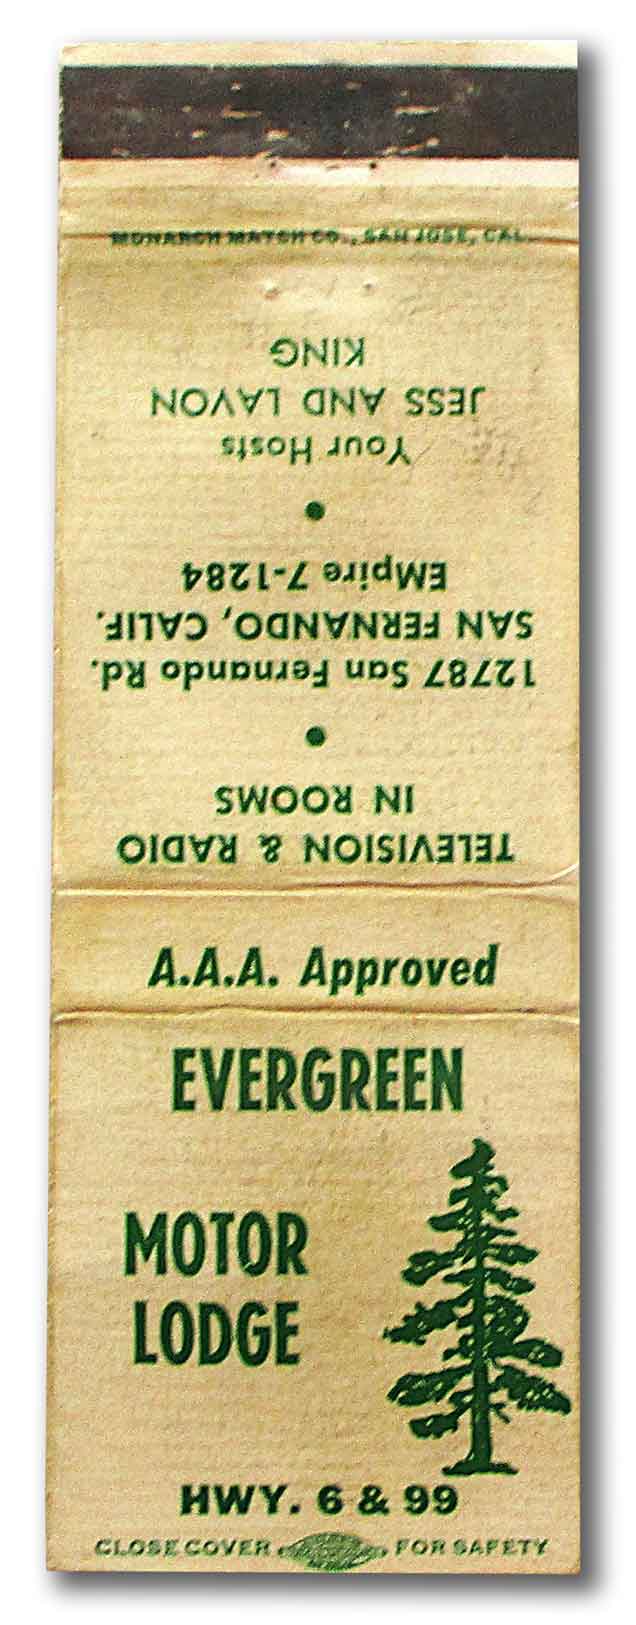 MONARCH MATCH CO., SAN JOSE, CAL.
TELEVISION & RADIO
IN ROOMS
12787 San Fernando Rd.
SAN FERNANDO, CALIF.
EMpire 7-1284
Your Hosts
JESS AND LAVON
KING
A.A.A. Approved
EVERGREEN
MOTOR
LODGE
HWY. 6 & 99
CLOSE COVER FOR SAFETY